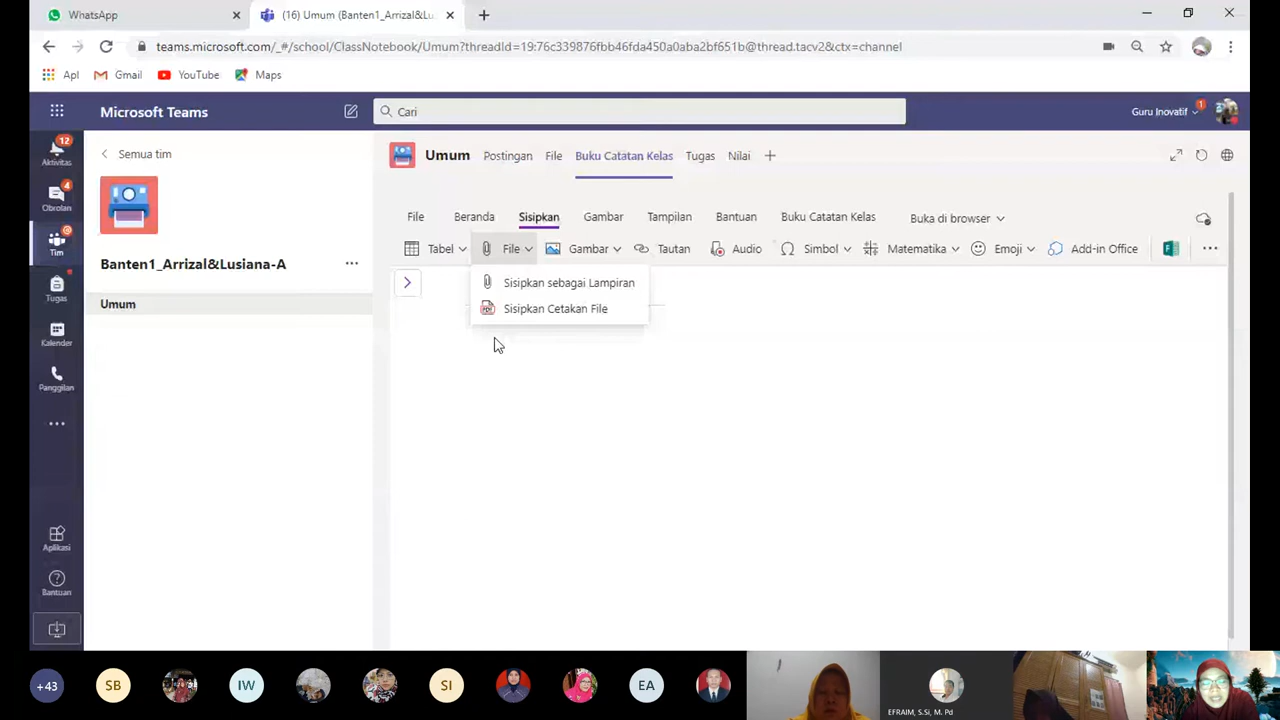 WhatsApp
(16) Umum (Banten1_Arrizal&Lu
teams.microsoft.com/_#/school/ClassNotebook/Umum?threadId=19:76c339876fbb46fda450a0aba2bf651b@thread.tacv2&ctx=channel
Apl Gmail YouTube Maps
Microsoft Teams
Cari
Guru Inovatif 1
12
Aktivitas
4
Obrolan
Tim
Tugas
Kalender
Panggilan
Aplikasi
Bantuan
Semua tim
Banten1_Arrizal&Lusiana-A
Umum
Umum Postingan File Buku Catatan Kelas Tugas Nilai
File Beranda Sisipkan Gambar Tampilan Bantuan Buku Catatan Kelas Buka di browser
Tabel File Gambar Tautan Audio Simbol Matematika Emoji Add-in Office
Sisipkan sebagai Lampiran
PDF Sisipkan Cetakan File
+43 SB IW SI EA
EFRAIM, S.Si, M. Pd